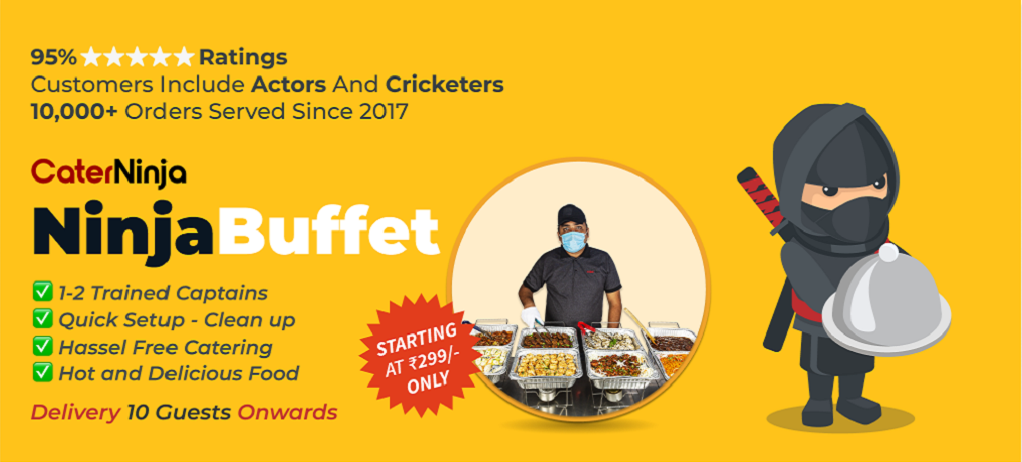 95% ★★★★★ Ratings
Customers Include Actors And Cricketers
10,000+ Orders Served Since 2017
CaterNinja
NinjaBuffet
✅ 1-2 Trained Captains
✅ Quick Setup - Clean up
✅ Hassel Free Catering
✅ Hot and Delicious Food
Delivery 10 Guests Onwards
STARTING
AT ₹299/-
ONLY